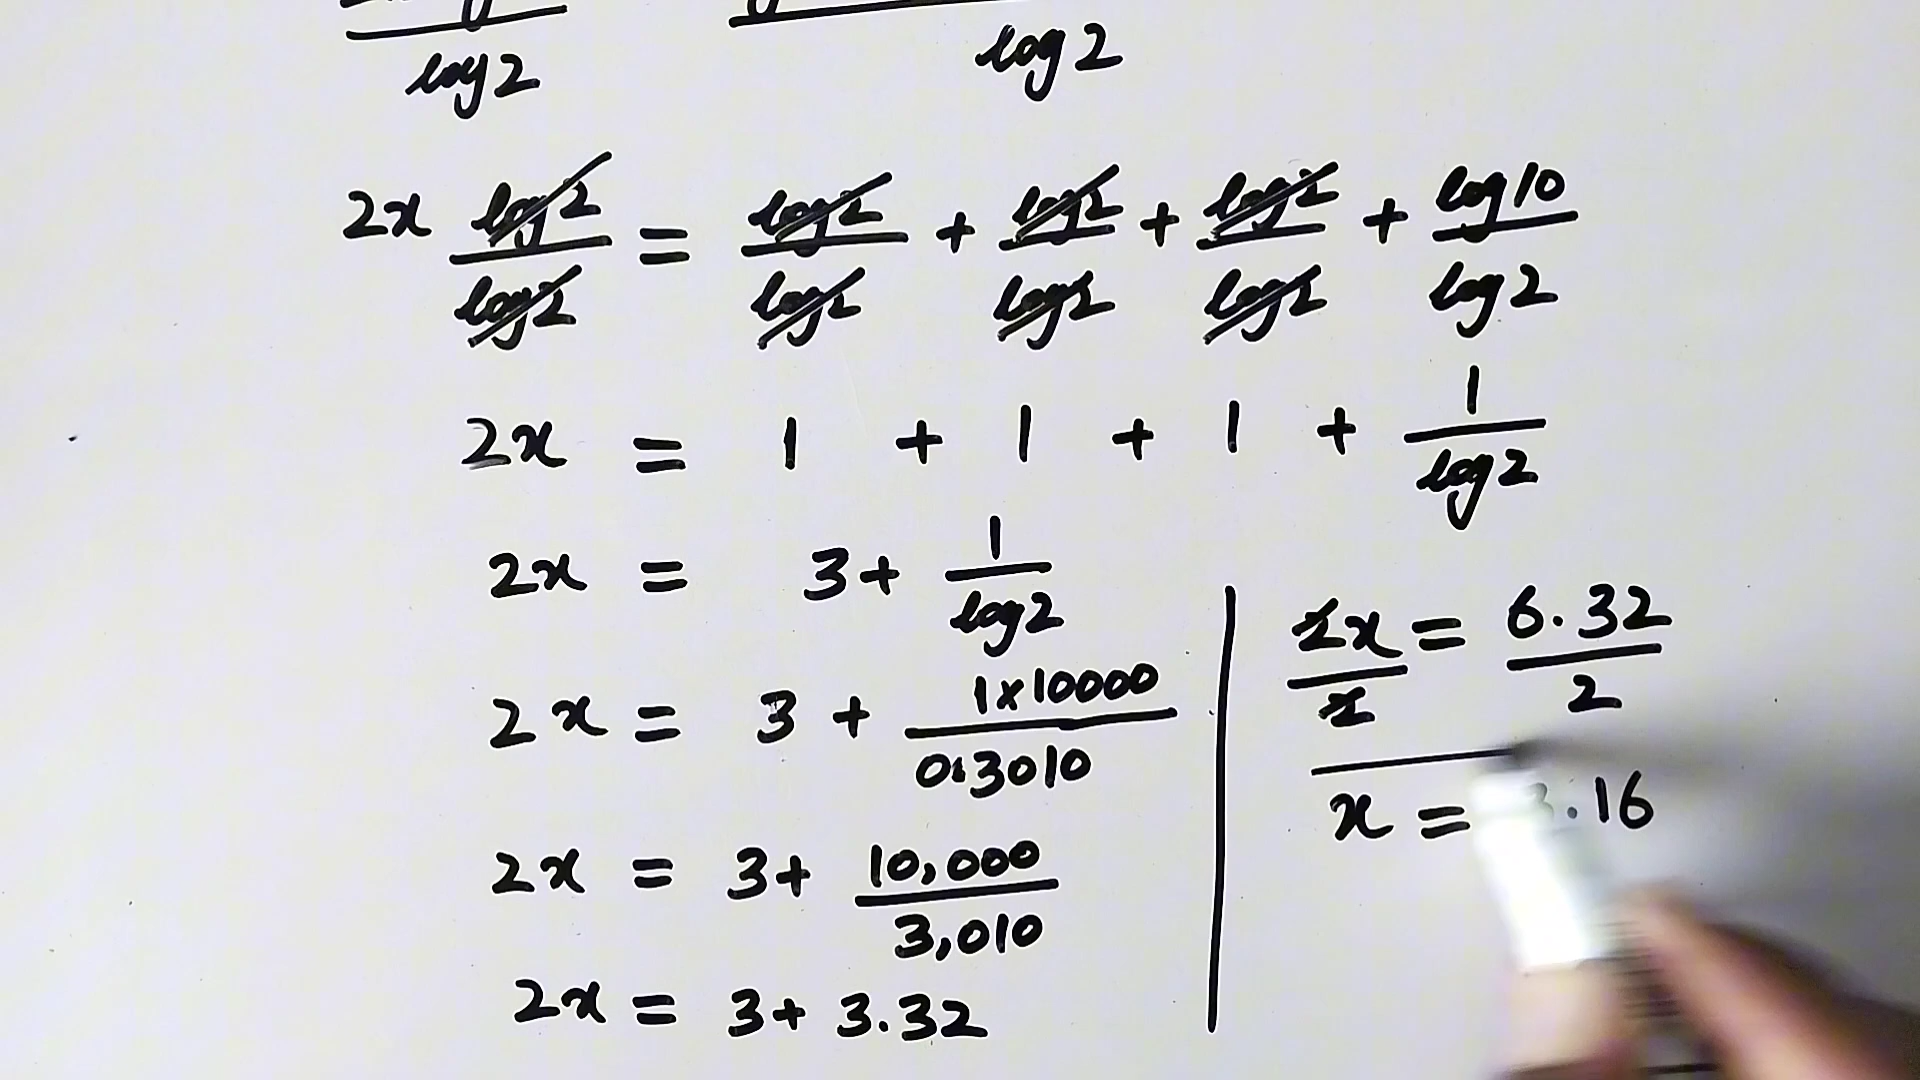 log2 log2
2x log2/log2 = log2/log2 + log2/log2 + log2/log2 + log10/log2
2x = 1 + 1 + 1 + 1/log2
2x = 3+ 1/log2
2x = 3 + 1x10000/0.3010
2x = 3+ 10,000/3,010
2x = 3+ 3.32
2x/2 = 6.32/2
x = .16